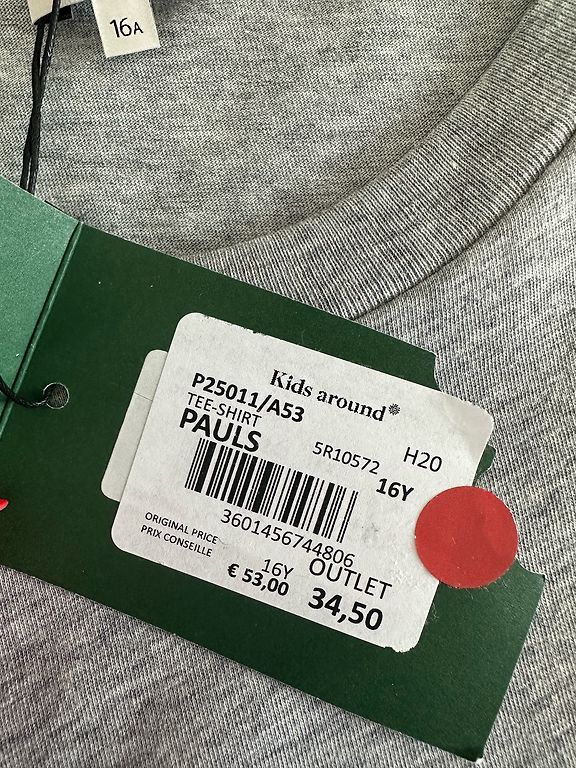 16A
Kids around
P25011/A53
TEE-SHIRT
PAULS
5R10572 H20
16Y
3601456744806
ORIGINAL PRICE
PRIX CONSEILLE
16Y OUTLET
€ 53,00 34,50